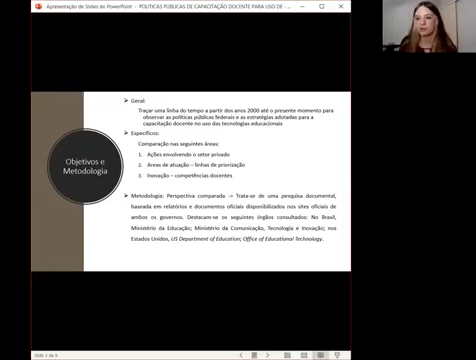 Apresentação de Slides do PowerPoint - POLITICAS PÚBLICAS DE CAPACITAÇÃO DOCENTE PARA USO DE -
Objetivos e
Metodologia
Geral:
Traçar uma linha do tempo a partir dos anos 2000 até o presente momento para
observar as políticas públicas federais e as estratégias adotadas para a
capacitação docente no uso das tecnologias educacionais
Específicos:
Comparação nas seguintes áreas:
1. Ações envolvendo o setor privado
2. Areas de atuação – linhas de priorização
3. Inovação – competências docentes
Metodologia: Perspectiva comparada -> Trata-se de uma pesquisa documental,
baseada em relatórios e documentos oficiais disponibilizados nos sites oficiais de
ambos os governos. Destacam-se os seguintes órgãos consultados: No Brasil,
Ministério da Educação; Ministério da Comunicação, Tecnologia e Inovação; nos
Estados Unidos, US Department of Education; Office of Educational Technology.